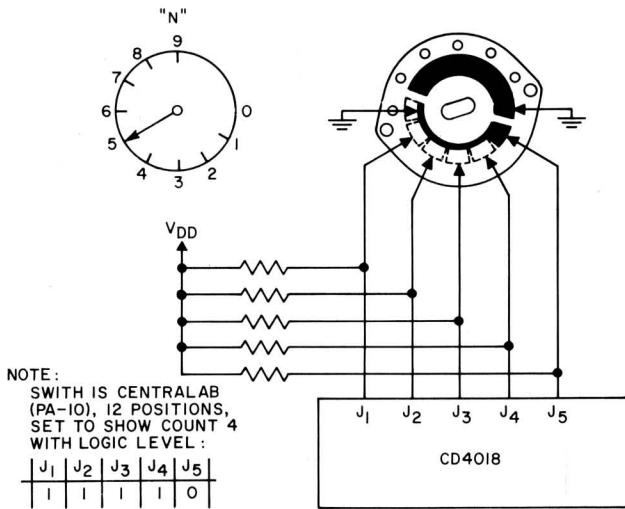 "N"
9
8
7
6
5
4
3
2
1
0
VDD
NOTE:
SWITH IS CENTRALAB
(PA-10), 12 POSITIONS,
SET TO SHOW COUNT 4
WITH LOGIC LEVEL:
J1 J2 J3 J4 J5
1 1 1 1 0
J1 J2 J3 J4 J5
CD4018